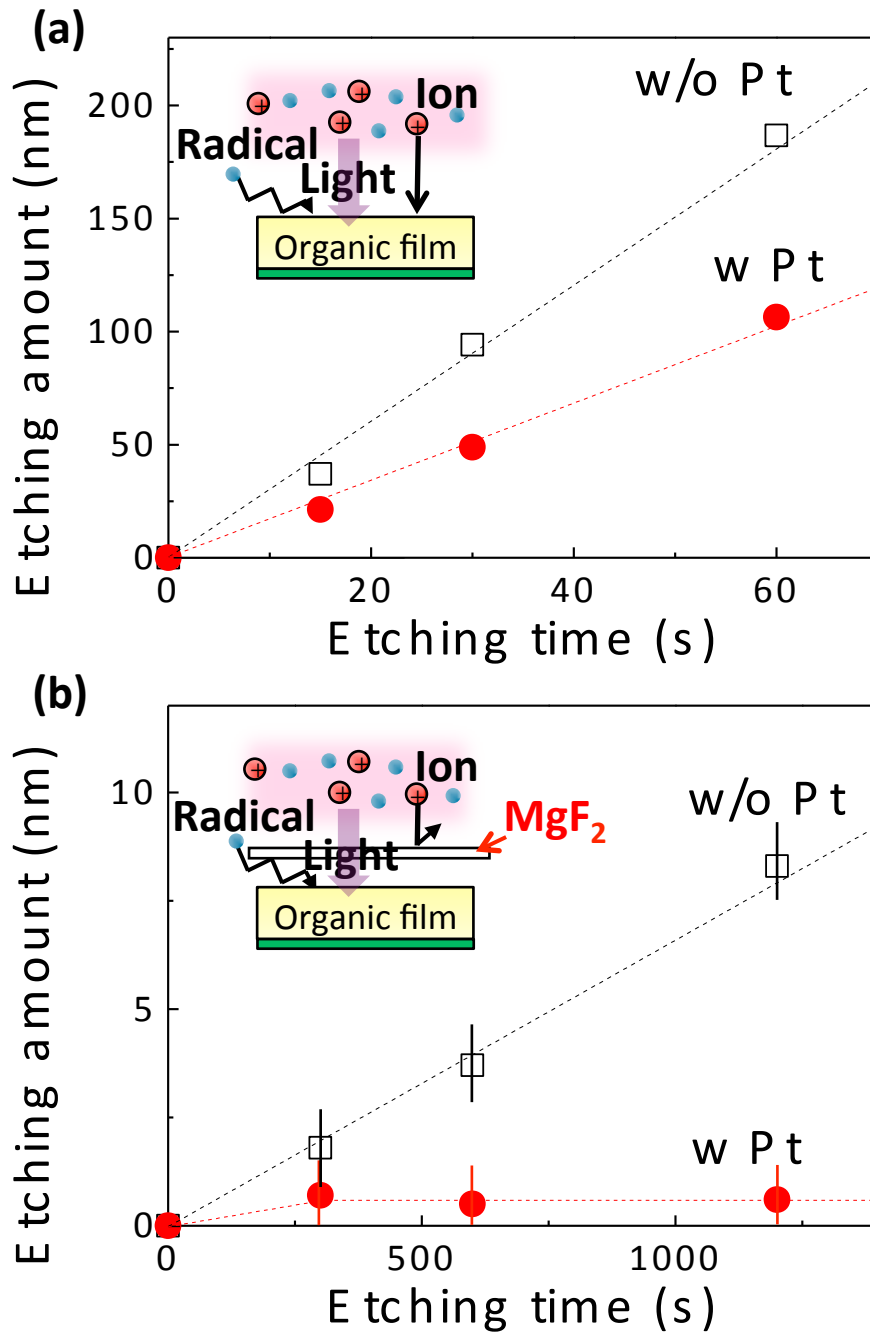 (a)
Etching amount (nm)
200
150
100
50
0
0
20
40
60
Etching time (s)
w/o Pt
w Pt
Ion
Radical
Light
Organic film
+
+
+
+
(b)
Etching amount (nm)
10
5
0
0
500
1000
Etching time (s)
w/o Pt
w Pt
Ion
Radical
MgF₂
Light
Organic film
+
+
+
+